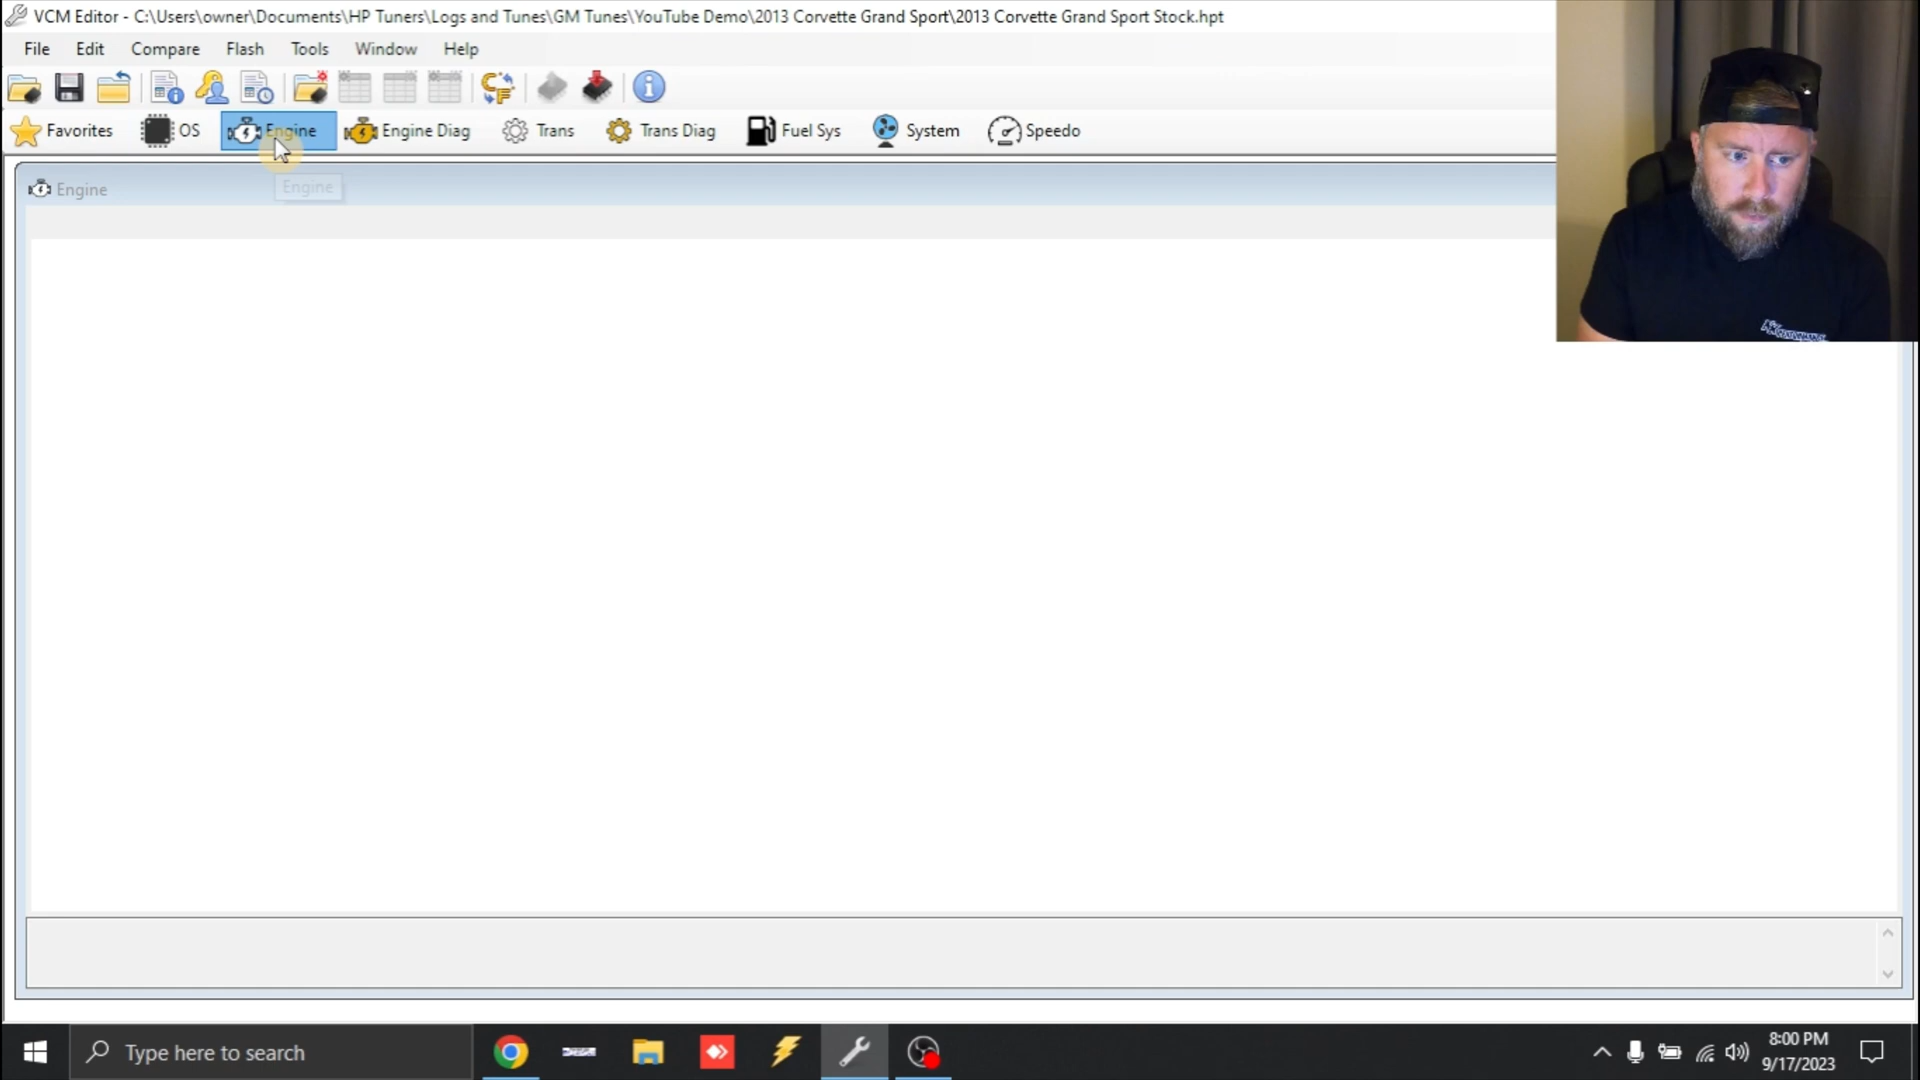 VCM Editor - C:\Users\owner\Documents\HP Tuners\Logs and Tunes\GM Tunes\YouTube Demo\2013 Corvette Grand Sport\2013 Corvette Grand Sport Stock.hpt
File Edit Compare Flash Tools Window Help
Favorites OS Engine Engine Diag Trans Trans Diag Fuel Sys System Speedo
Engine
Engine
Type here to search
8:00 PM
9/17/2023